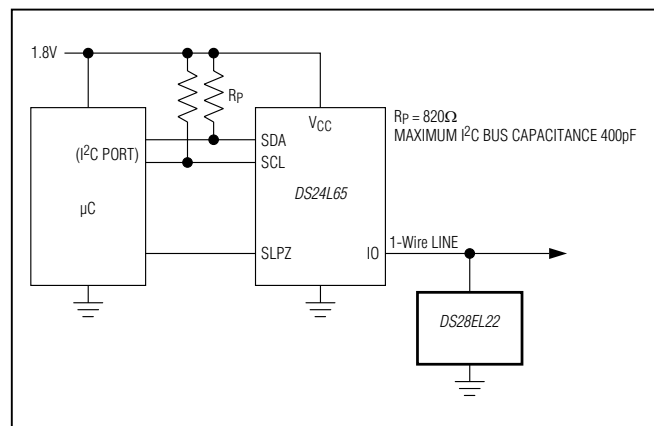 1.8V
RP
VCC
RP = 820Ω
MAXIMUM I²C BUS CAPACITANCE 400pF
(I²C PORT)
SDA
SCL
DS24L65
µC
1-Wire LINE
SLPZ
IO
DS28EL22